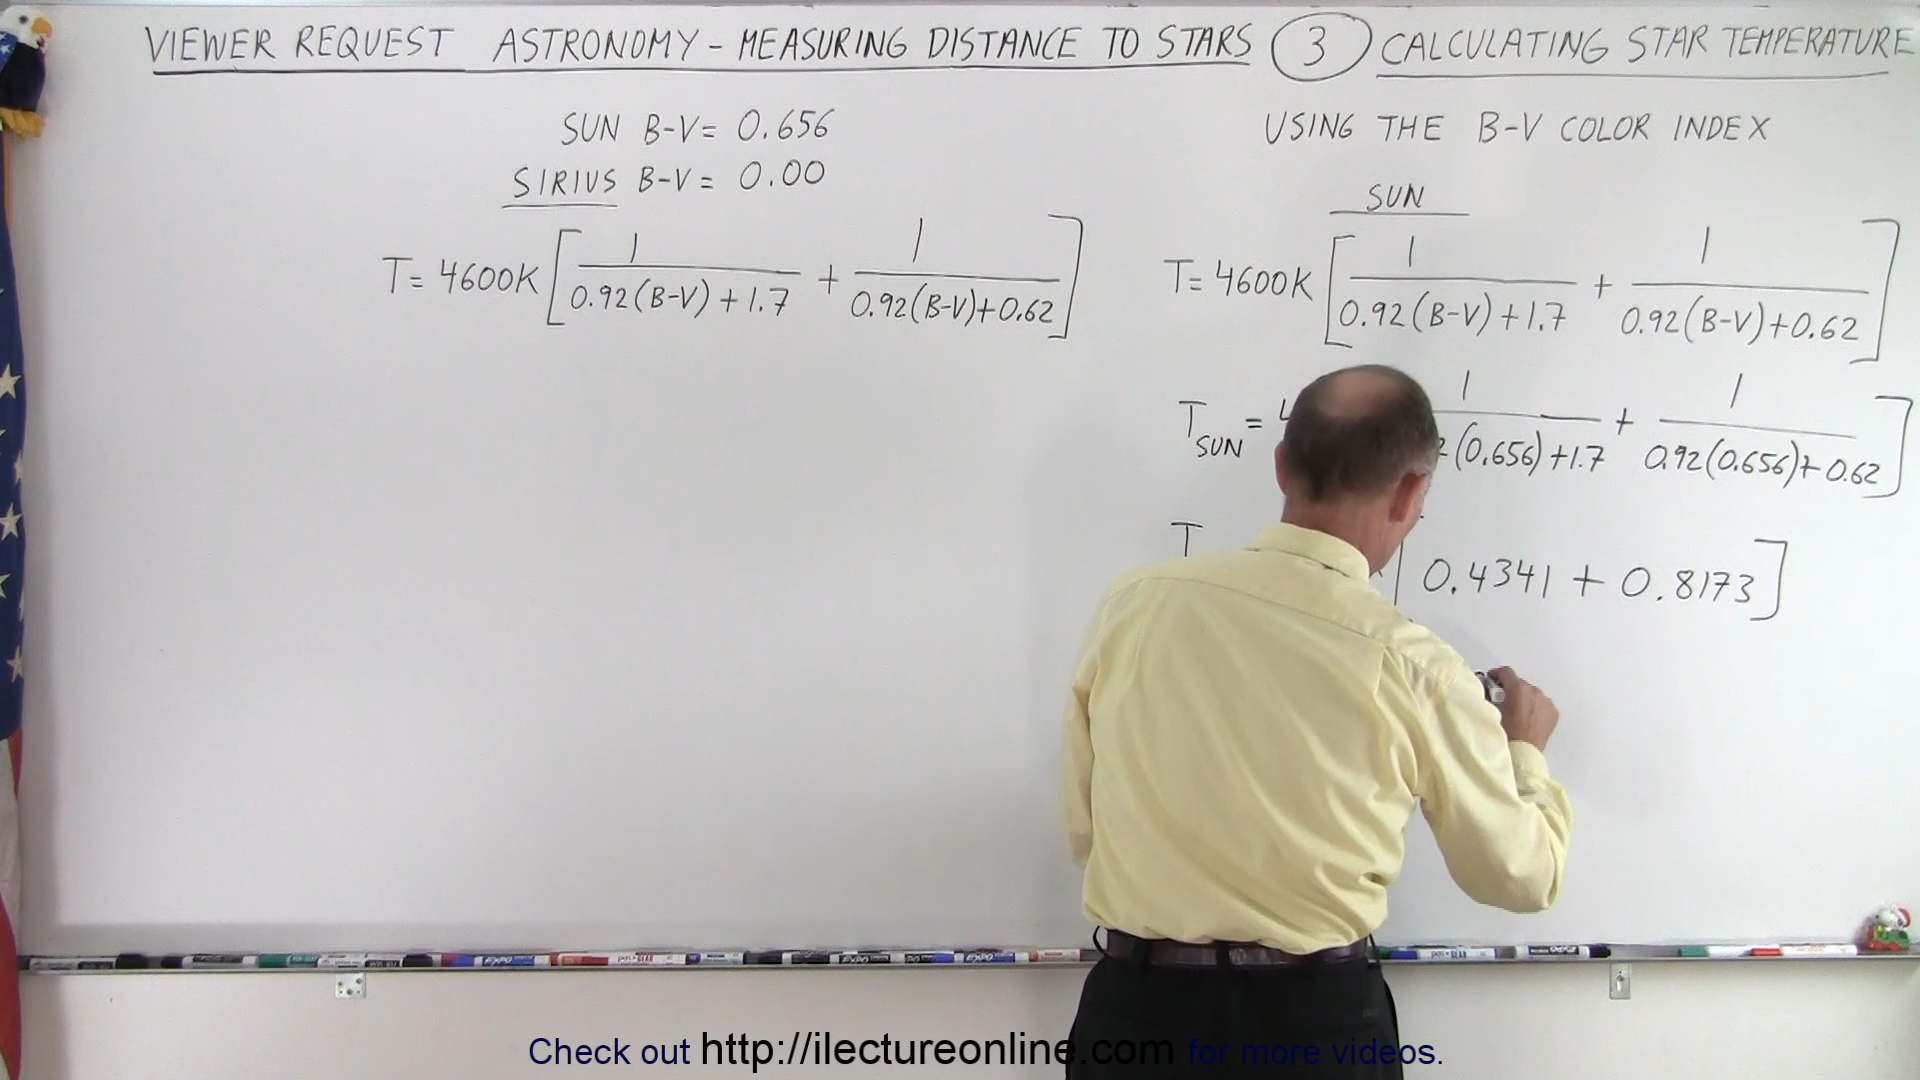 VIEWER REQUEST ASTRONOMY - MEASURING DISTANCE TO STARS 3 CALCULATING STAR TEMPERATURE
SUN B-V = 0.656
SIRIUS B-V = 0.00
T = 4600K [ 1 / 0.92(B-V) + 1.7 + 1 / 0.92(B-V)+0.62 ]
USING THE B-V COLOR INDEX
SUN
T = 4600K [ 1 / 0.92(B-V) + 1.7 + 1 / 0.92(B-V)+0.62 ]
T SUN = 1 / (0.656)+1.7 + 1 / 0.92(0.656)+0.62 ]
T [ 0.4341 + 0.8173 ]
Check out http://ilectureonline.com for more videos.